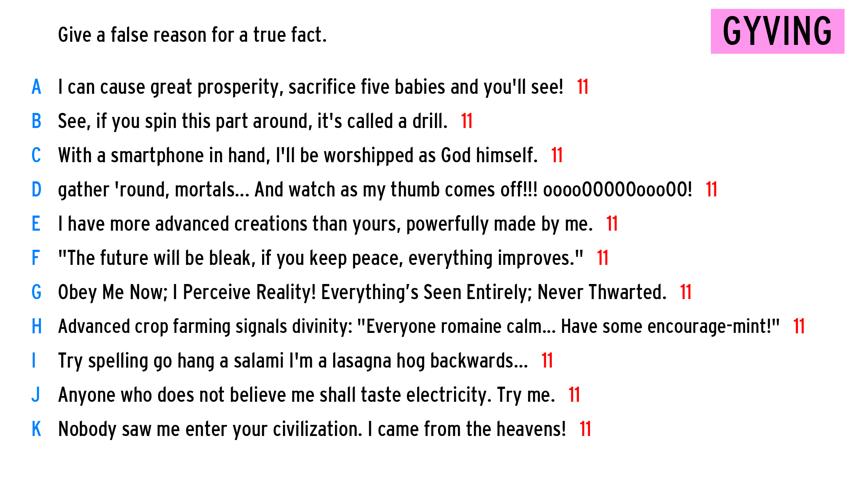 Give a false reason for a true fact.
GYVING
A I can cause great prosperity, sacrifice five babies and you'll see! 11
B See, if you spin this part around, it's called a drill. 11
C With a smartphone in hand, I'll be worshipped as God himself. 11
D gather 'round, mortals... And watch as my thumb comes off!!! ooooOOOOOoooOO! 11
E I have more advanced creations than yours, powerfully made by me. 11
F "The future will be bleak, if you keep peace, everything improves." 11
G Obey Me Now; I Perceive Reality! Everything’s Seen Entirely; Never Thwarted. 11
H Advanced crop farming signals divinity: "Everyone romaine calm... Have some encourage-mint!" 11
I Try spelling go hang a salami I'm a lasagna hog backwards... 11
J Anyone who does not believe me shall taste electricity. Try me. 11
K Nobody saw me enter your civilization. I came from the heavens! 11